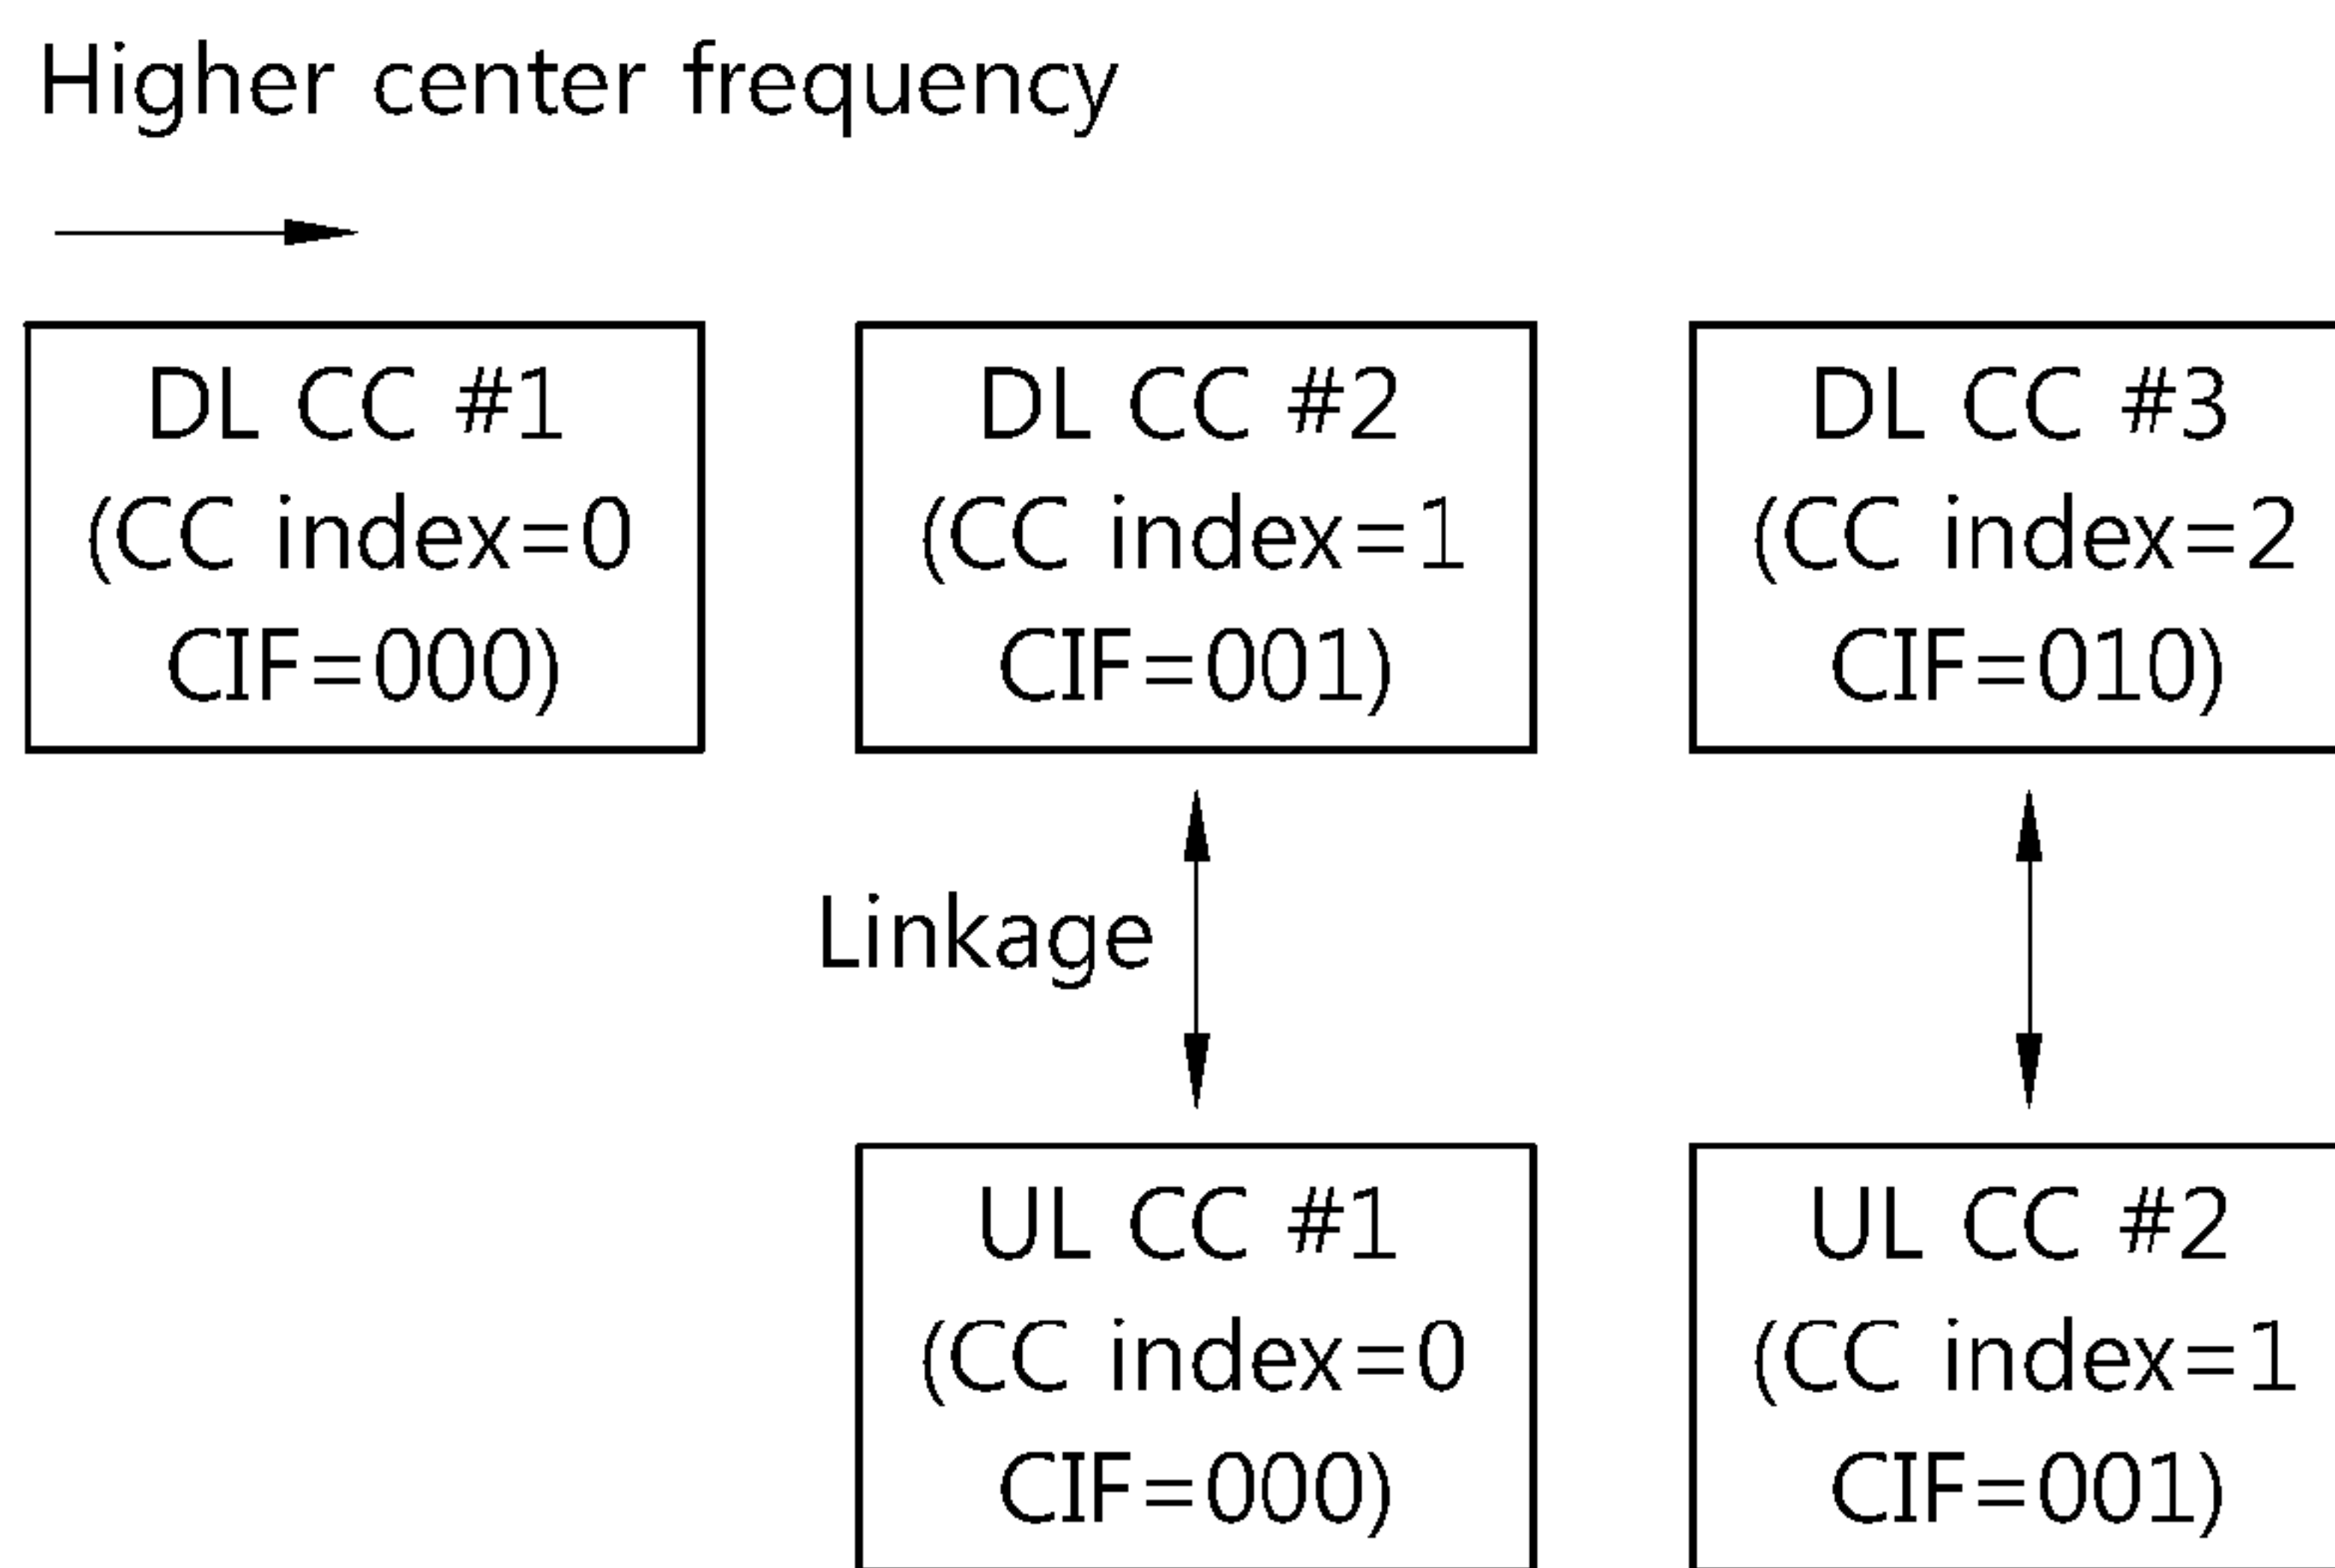 Higher center frequency
DL CC #1
(CC index=0
CIF=000)
DL CC #2
(CC index=1
CIF=001)
DL CC #3
(CC index=2
CIF=010)
Linkage
UL CC #1
(CC index=0
CIF=000)
UL CC #2
(CC index=1
CIF=001)